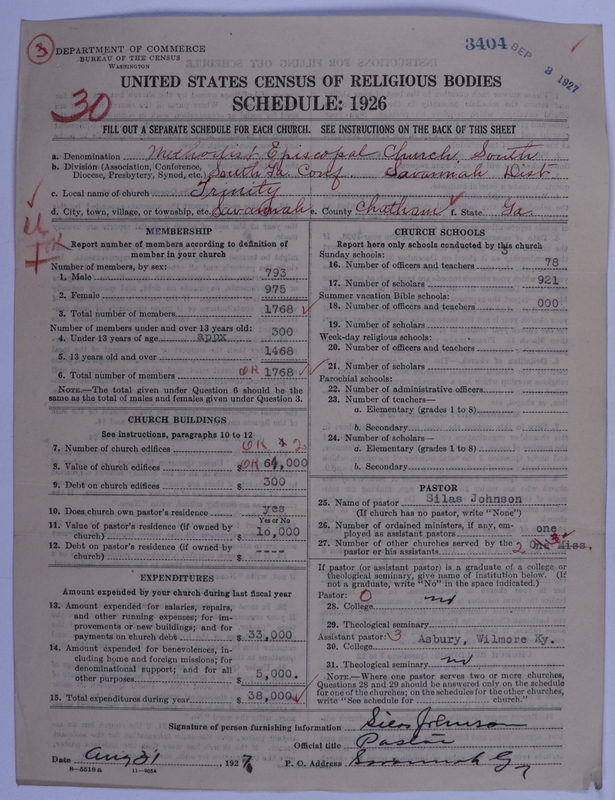 3
DEPARTMENT OF COMMERCE
BUREAU OF THE CENSUS
WASHINGTON
3404 SEP 8 1927
UNITED STATES CENSUS OF RELIGIOUS BODIES
30
SCHEDULE: 1926
FILL OUT A SEPARATE SCHEDULE FOR EACH CHURCH. SEE INSTRUCTIONS ON THE BACK OF THIS SHEET
a. Denomination Methodist Episcopal Church, South
b. Division (Association, Conference, Diocese, Presbytery, Synod, etc.) South Ga. Conf Savannah Dist
c. Local name of church Trinity
d. City, town, village, or township, etc. Savannah e. County Chatham f. State Ga.
MEMBERSHIP
Report number of members according to definition of
member in your church
Number of members, by sex:
1. Male 793
2. Female 975
3. Total number of members 1768
Number of members under and over 13 years old:
4. Under 13 years of age appx 300
5. 13 years old and over 1468
6. Total number of members OK 1768
NOTE.—The total given under Question 6 should be the
same as the total of males and females given under Question 3.
CHURCH BUILDINGS
See instructions, paragraphs 10 to 12
7. Number of church edifices OK 2
8. Value of church edifices $ OK 64,000
9. Debt on church edifices $ 300
10. Does church own pastor's residence yes
Yes or No
11. Value of pastor's residence (if owned by
church) $ 10,000
12. Debt on pastor's residence (if owned by
church) $ ----
EXPENDITURES
Amount expended by your church during last fiscal year
13. Amount expended for salaries, repairs,
and other running expenses; for im-
provements or new buildings; and for
payments on church debt $ 33,000
14. Amount expended for benevolences, in-
cluding home and foreign missions; for
denominational support; and for all
other purposes $ 5,000.
15. Total expenditures during year $ 38,000
CHURCH SCHOOLS
Report here only schools conducted by this church
Sunday schools:
16. Number of officers and teachers 78
17. Number of scholars 921
Summer vacation Bible schools:
18. Number of officers and teachers 000
19. Number of scholars
Week-day religious schools:
20. Number of officers and teachers
21. Number of scholars
Parochial schools:
22. Number of administrative officers
23. Number of teachers—
a. Elementary (grades 1 to 8)
b. Secondary
24. Number of scholars—
a. Elementary (grades 1 to 8)
b. Secondary
PASTOR
25. Name of pastor Silas Johnson
(If church has no pastor, write "None")
26. Number of ordained ministers, if any, em-
ployed as assistant pastors one
27. Number of other churches served by the
pastor or his assistants 2 One Miss.
If pastor (or assistant pastor) is a graduate of a college or
theological seminary, give name of institution below. (If
not a graduate, write "No" in the space indicated.)
Pastor: 0
28. College no
29. Theological seminary
Assistant pastor: 3
30. College Asbury, Wilmore Ky.
31. Theological seminary no
NOTE.—Where one pastor serves two or more churches,
Questions 28 and 29 should be answered only on the schedule
for one of the churches; on the schedules for the other churches,
write "See schedule for church."
Signature of person furnishing information Silas Johnson
Official title Pastor
Date Aug 31, 1927 P. O. Address Savannah Ga
8—5519 a 11—9054